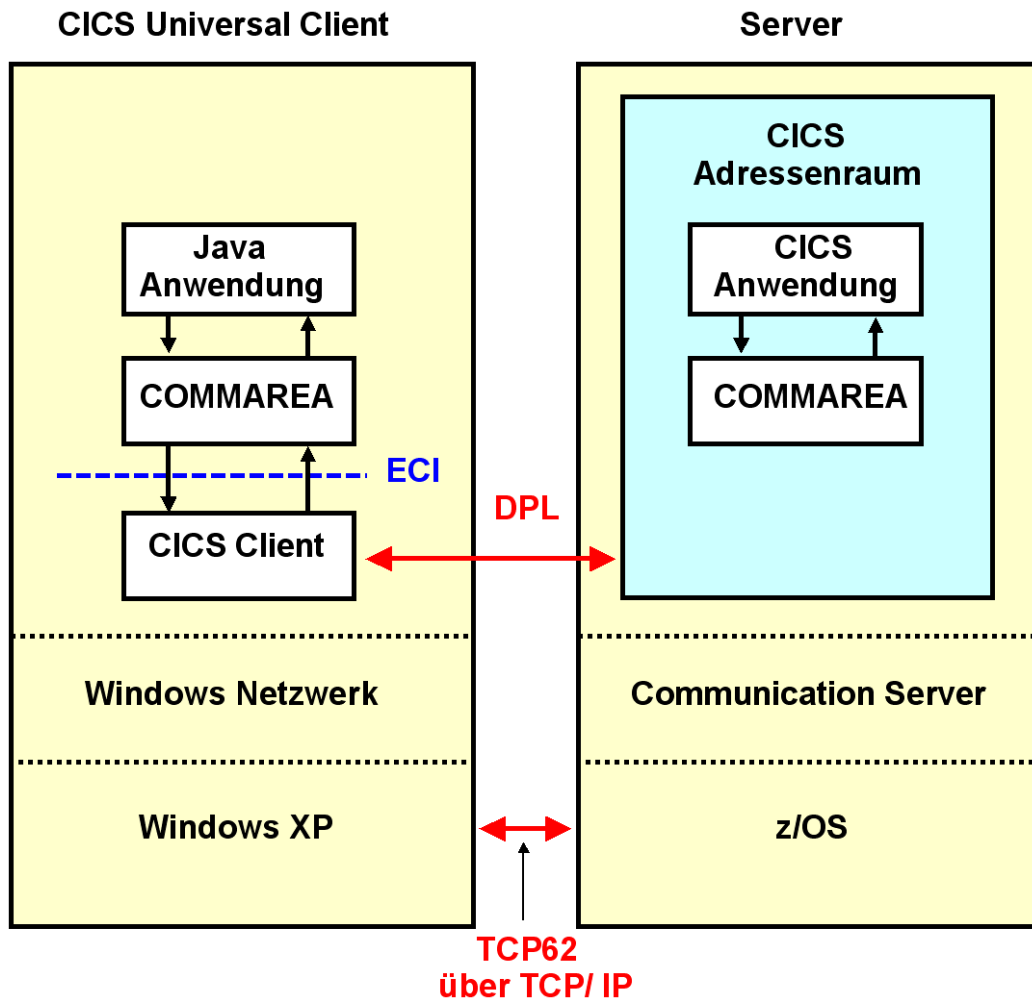 CICS Universal Client
Server
CICS
Adressenraum
Java
Anwendung
CICS
Anwendung
COMMAREA
COMMAREA
ECI
DPL
CICS Client
Windows Netzwerk
Communication Server
Windows XP
z/OS
TCP62
über TCP/ IP